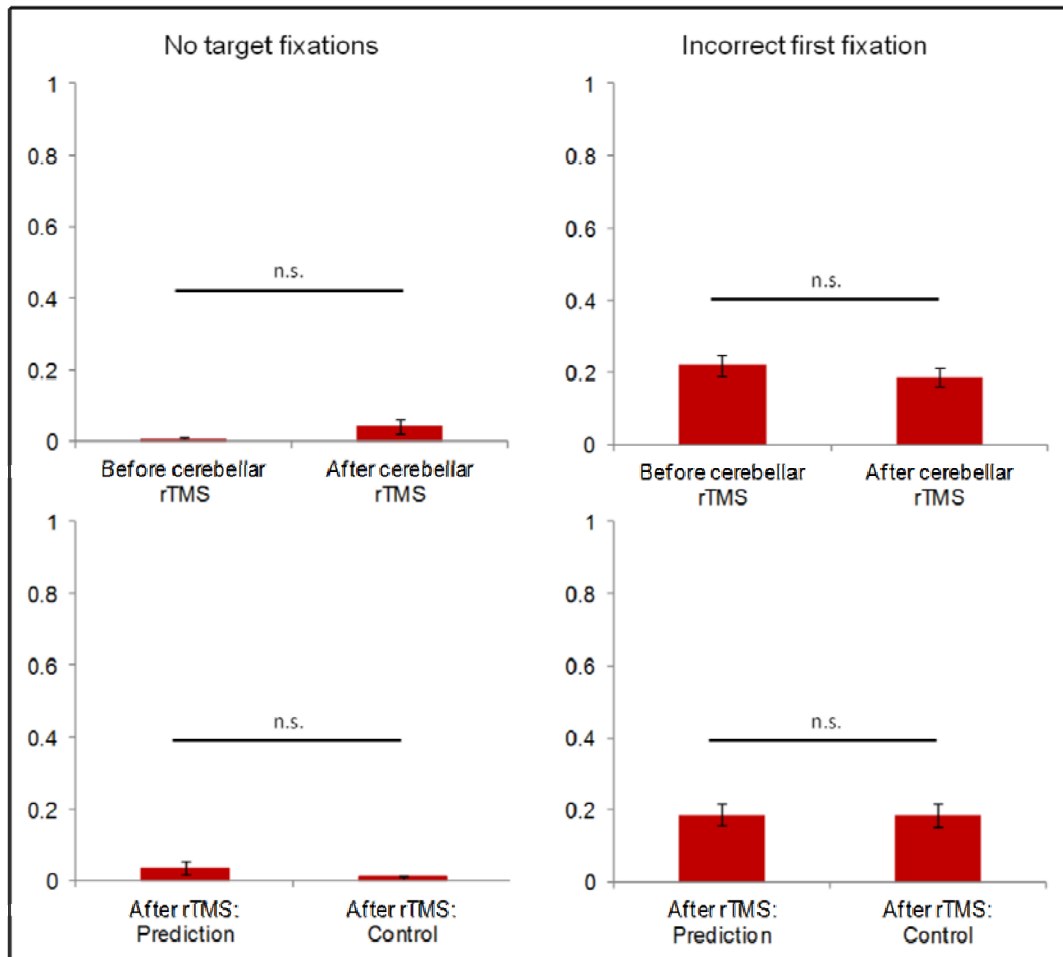 No target fixations
1
0.8
0.6
0.4
0.2
0
n.s.
Before cerebellar
rTMS
After cerebellar
rTMS
Incorrect first fixation
1
0.8
0.6
0.4
0.2
0
n.s.
Before cerebellar
rTMS
After cerebellar
rTMS
1
0.8
0.6
0.4
0.2
0
n.s.
After rTMS:
Prediction
After rTMS:
Control
1
0.8
0.6
0.4
0.2
0
n.s.
After rTMS:
Prediction
After rTMS:
Control